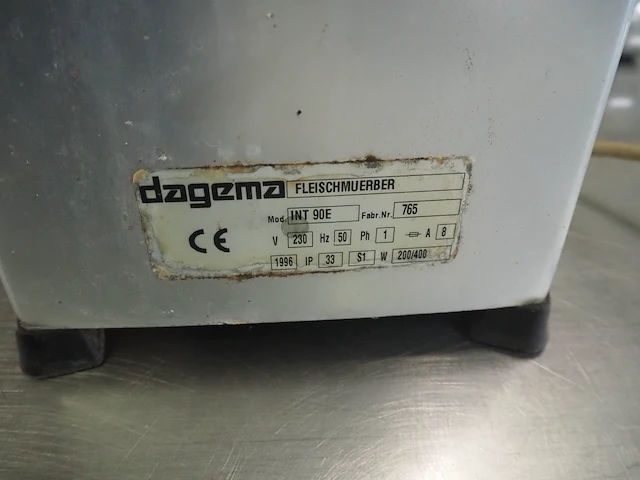 dagema FLEISCHMUERBER
Mod. INT 90E Fabr.Nr. 765
CE V 230 Hz 50 Ph 1 A 8
1996 IP 33 S1 W 200/400